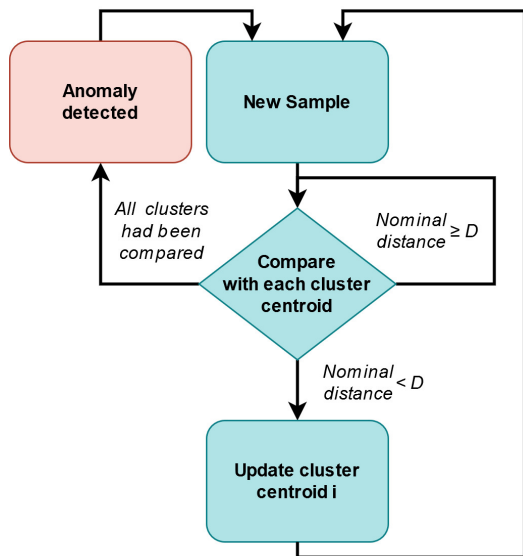 Anomaly
detected
New Sample
All clusters
had been
compared
Nominal
distance ≥ D
Compare
with each cluster
centroid
Nominal
distance < D
Update cluster
centroid i